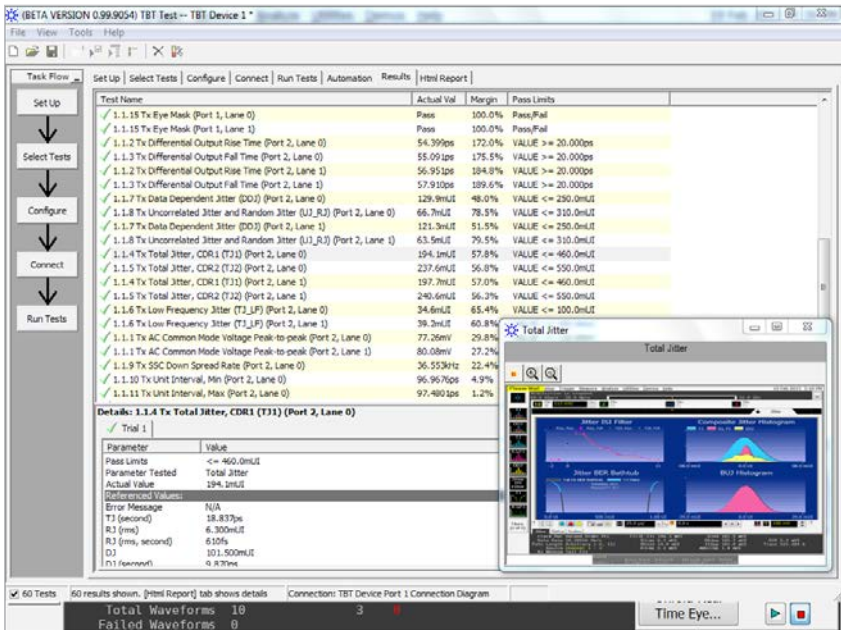 (BETA VERSION 0.99.9054) TBT Test -- TBT Device 1 *
File View Tools Help
Task Flow
Set Up
Select Tests
Configure
Connect
Run Tests
Set Up Select Tests Configure Connect Run Tests Automation Results Html Report
Test Name Actual Val Margin Pass Limits
1.1.15 Tx Eye Mask (Port 1, Lane 0) Pass 100.0% Pass/Fail
1.1.15 Tx Eye Mask (Port 1, Lane 1) Pass 100.0% Pass/Fail
1.1.2 Tx Differential Output Rise Time (Port 2, Lane 0) 54.399ps 172.0% VALUE >= 20.000ps
1.1.3 Tx Differential Output Fall Time (Port 2, Lane 0) 55.091ps 175.5% VALUE >= 20.000ps
1.1.2 Tx Differential Output Rise Time (Port 2, Lane 1) 56.951ps 184.8% VALUE >= 20.000ps
1.1.3 Tx Differential Output Fall Time (Port 2, Lane 1) 57.910ps 189.6% VALUE >= 20.000ps
1.1.7 Tx Data Dependent Jitter (DDJ) (Port 2, Lane 0) 129.9mUI 48.0% VALUE <= 250.0mUI
1.1.8 Tx Uncorrelated Jitter and Random Jitter (UJ_RJ) (Port 2, Lane 0) 66.7mUI 78.5% VALUE <= 310.0mUI
1.1.7 Tx Data Dependent Jitter (DDJ) (Port 2, Lane 1) 121.3mUI 51.5% VALUE <= 250.0mUI
1.1.8 Tx Uncorrelated Jitter and Random Jitter (UJ_RJ) (Port 2, Lane 1) 63.5mUI 79.5% VALUE <= 310.0mUI
1.1.4 Tx Total Jitter, CDR1 (TJ1) (Port 2, Lane 0) 194.1mUI 57.8% VALUE <= 460.0mUI
1.1.5 Tx Total Jitter, CDR2 (TJ2) (Port 2, Lane 0) 237.6mUI 56.8% VALUE <= 550.0mUI
1.1.4 Tx Total Jitter, CDR1 (TJ1) (Port 2, Lane 1) 197.7mUI 57.0% VALUE <= 460.0mUI
1.1.5 Tx Total Jitter, CDR2 (TJ2) (Port 2, Lane 1) 240.6mUI 56.3% VALUE <= 550.0mUI
1.1.6 Tx Low Frequency Jitter (TJ_LF) (Port 2, Lane 0) 34.6mUI 65.4% VALUE <= 100.0mUI
1.1.6 Tx Low Frequency Jitter (TJ_LF) (Port 2, Lane 1) 39.2mUI 60.8%
1.1.1 Tx AC Common Mode Voltage Peak-to-peak (Port 2, Lane 0) 77.26mV 29.8%
1.1.1 Tx AC Common Mode Voltage Peak-to-peak (Port 2, Lane 1) 80.08mV 27.2%
1.1.9 Tx SSC Down Spread Rate (Port 2, Lane 0) 36.553kHz 22.4%
1.1.10 Tx Unit Interval, Min (Port 2, Lane 0) 96.9676ps 4.9%
1.1.11 Tx Unit Interval, Max (Port 2, Lane 0) 97.4801ps 1.2%
Details: 1.1.4 Tx Total Jitter, CDR1 (TJ1) (Port 2, Lane 0)
Trial 1
Parameter Value
Pass Limits <= 460.0mUI
Parameter Tested Total Jitter
Actual Value 194.1mUI
Referenced Values:
Error Message N/A
TJ (second) 18.837ps
RJ (rms) 6.300mUI
RJ (rms, second) 610fs
DJ 101.500mUI
DJ (second) 9.870ps
Total Jitter
Total Jitter
Jitter ISI Filter
Composite Jitter Histogram
Jitter BER Bathtub
BUJ Histogram
60 Tests 60 results shown. [Html Report] tab shows details Connection: TBT Device Port 1 Connection Diagram
Total Waveforms 10 3
Failed Waveforms 0
Time Eye...